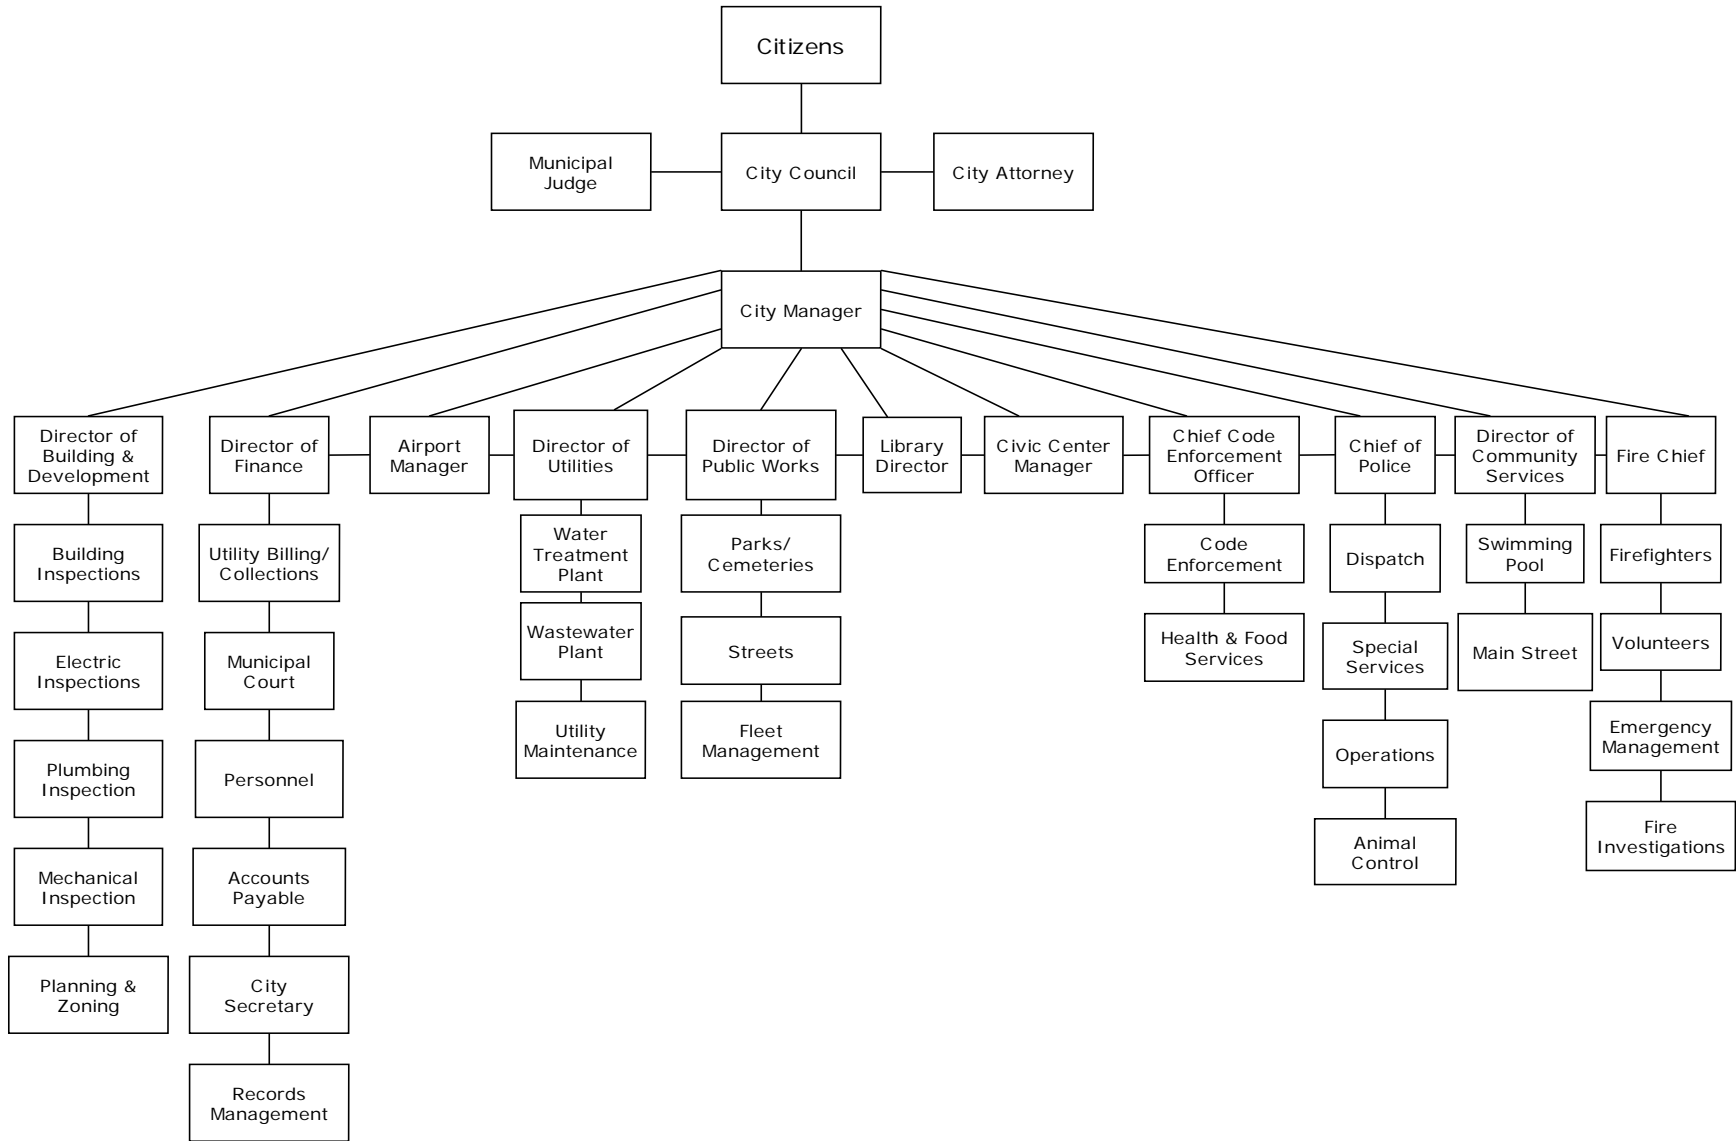 Citizens
Municipal
Judge
City Council
City Attorney
City Manager
Director of
Building &
Development
Director of
Finance
Airport
Manager
Director of
Utilities
Director of
Public Works
Library
Director
Civic Center
Manager
Chief Code
Enforcement
Officer
Chief of
Police
Director of
Community
Services
Fire Chief
Building
Inspections
Electric
Inspections
Plumbing
Inspection
Mechanical
Inspection
Planning &
Zoning
Utility Billing/
Collections
Municipal
Court
Personnel
Accounts
Payable
City
Secretary
Records
Management
Water
Treatment
Plant
Wastewater
Plant
Utility
Maintenance
Parks/
Cemeteries
Streets
Fleet
Management
Code
Enforcement
Health & Food
Services
Dispatch
Special
Services
Operations
Animal
Control
Swimming
Pool
Main Street
Firefighters
Volunteers
Emergency
Management
Fire
Investigations